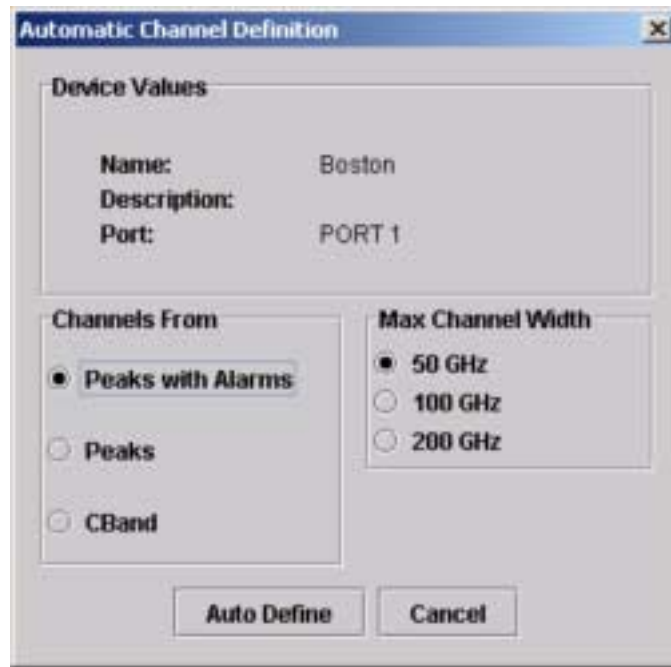 Automatic Channel Definition
Device Values
Name: Boston
Description:
Port: PORT 1
Channels From
Peaks with Alarms
Peaks
CBand
Max Channel Width
50 GHz
100 GHz
200 GHz
Auto Define Cancel